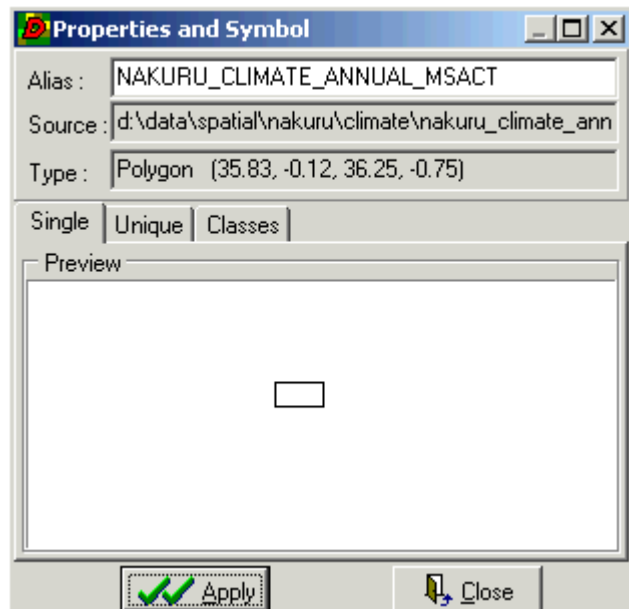 Properties and Symbol
Alias : NAKURU_CLIMATE_ANNUAL_MSACT
Source : d:\data\spatial\nakuru\climate\nakuru_climate_ann
Type : Polygon (35.83, -0.12, 36.25, -0.75)
Single Unique Classes
Preview
Apply Close